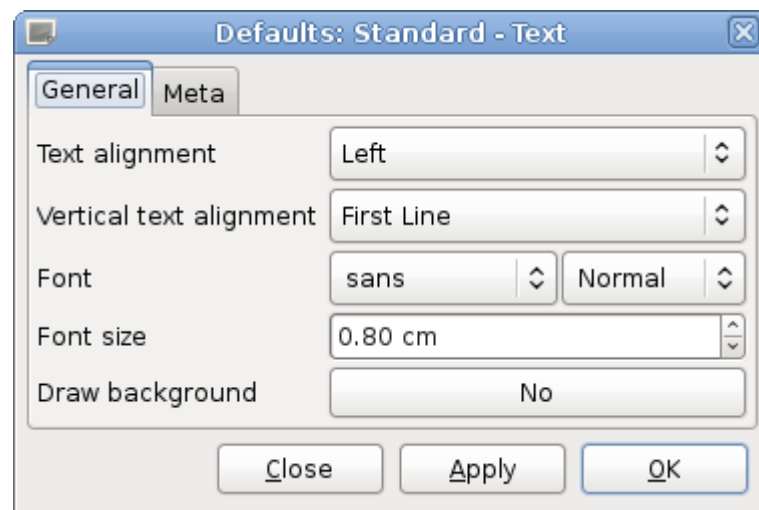 Defaults: Standard - Text
General Meta
Text alignment Left
Vertical text alignment First Line
Font sans Normal
Font size 0.80 cm
Draw background No
Close Apply OK